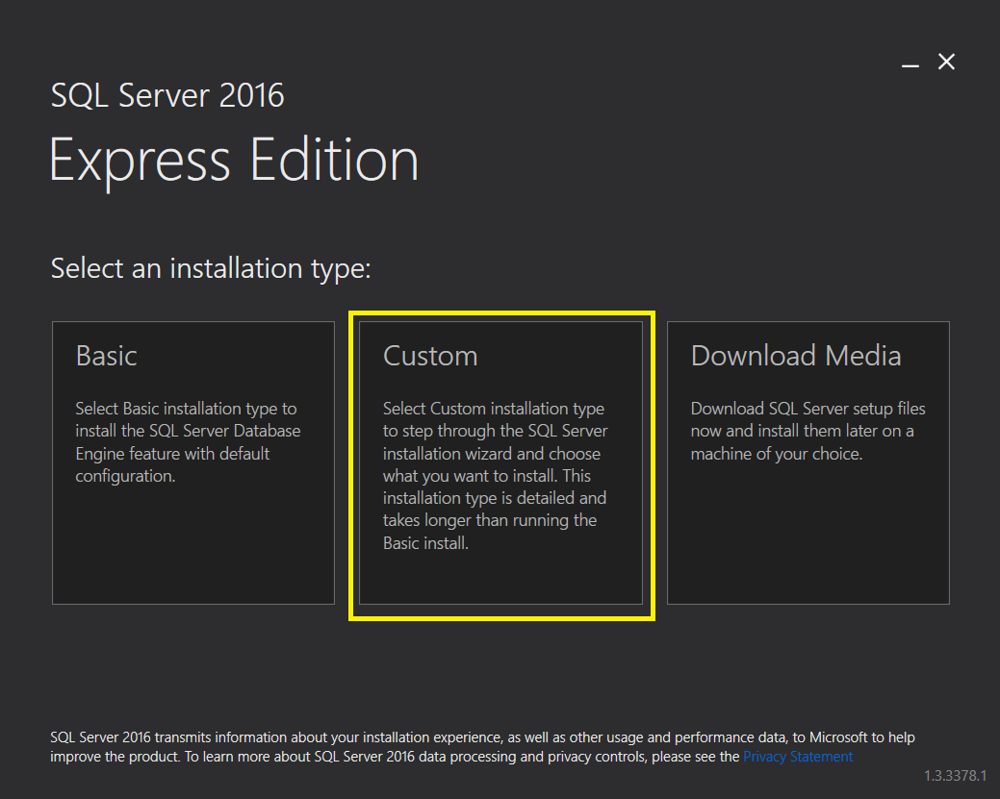 SQL Server 2016
Express Edition
Select an installation type:
Basic
Select Basic installation type to
install the SQL Server Database
Engine feature with default
configuration.
Custom
Select Custom installation type
to step through the SQL Server
installation wizard and choose
what you want to install. This
installation type is detailed and
takes longer than running the
Basic install.
Download Media
Download SQL Server setup files
now and install them later on a
machine of your choice.
SQL Server 2016 transmits information about your installation experience, as well as other usage and performance data, to Microsoft to help
improve the product. To learn more about SQL Server 2016 data processing and privacy controls, please see the Privacy Statement
1.3.3378.1